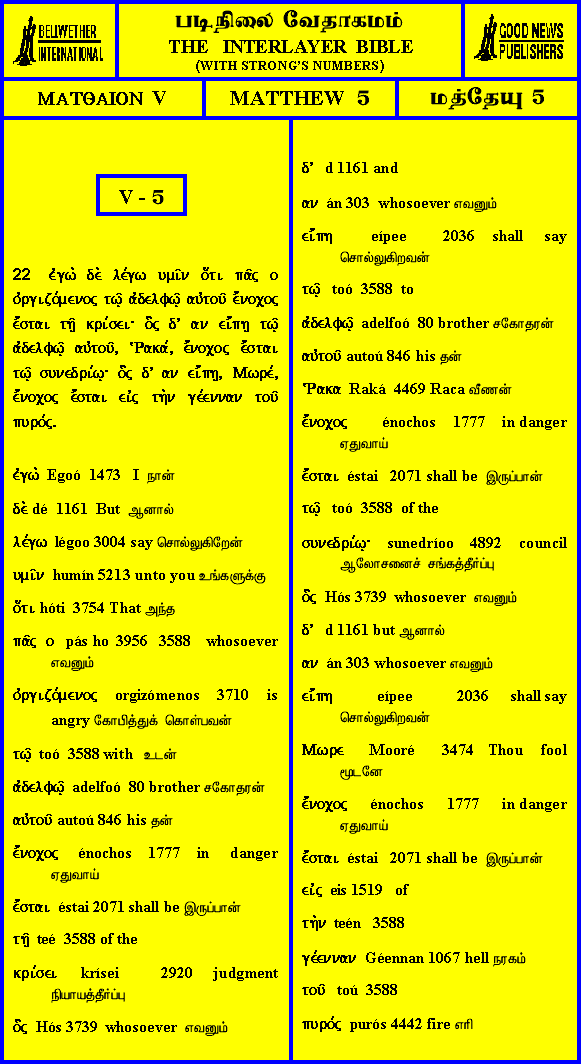 BELLWETHER
INTERNATIONAL
படிநிலை வேதாகமம்
THE INTERLAYER BIBLE
(WITH STRONG'S NUMBERS)
GOOD NEWS
PUBLISHERS
ΜΑΤΘΑΙΟΝ V
MATTHEW 5
மத்தேயு 5
V - 5
22 ἐγὼ δὲ λέγω υμῖν ὅτι πᾶς ο
ὀργιζόμενος τῷ ἀδελφῷ αὐτοῦ ἔνοχος
ἔσται τῇ κρίσει· ὃς δ' αν εἴπῃ τῷ
ἀδελφῷ αὐτοῦ, Ῥακά, ἔνοχος ἔσται
τῷ συνεδρίῳ· ὃς δ' αν εἴπῃ, Μωρέ,
ἔνοχος ἔσται εἰς τὴν γέενναν τοῦ
πυρός.
ἐγὼ Egoó 1473 I நான்
δὲ dé 1161 But ஆனால்
λέγω légoo 3004 say சொல்லுகிறேன்
υμῖν humín 5213 unto you உங்களுக்கு
ὅτι hóti 3754 That அந்த
πᾶς ο pás ho 3956 3588 whosoever
எவனும்
ὀργιζόμενος orgizómenos 3710 is
angry கோபித்துக் கொள்பவன்
τῷ toó 3588 with உடன்
ἀδελφῷ adelfoó 80 brother சகோதரன்
αὐτοῦ autoú 846 his தன்
ἔνοχος énochos 1777 in danger
ஏதுவாய்
ἔσται éstai 2071 shall be இருப்பான்
τῇ teé 3588 of the
κρίσει krísei 2920 judgment
நியாயத்தீர்ப்பு
ὃς Hós 3739 whosoever எவனும்
δ' d 1161 and
αν án 303 whosoever எவனும்
εἴπῃ eípee 2036 shall say
சொல்லுகிறவன்
τῷ toó 3588 to
ἀδελφῷ adelfoó 80 brother சகோதரன்
αὐτοῦ autoú 846 his தன்
Ῥακα Raká 4469 Raca வீணன்
ἔνοχος énochos 1777 in danger
ஏதுவாய்
ἔσται éstai 2071 shall be இருப்பான்
τῷ toó 3588 of the
συνεδρίῳ· sunedríoo 4892 council
ஆலோசனைச் சங்கத்தீர்ப்பு
ὃς Hós 3739 whosoever எவனும்
δ' d 1161 but ஆனால்
αν án 303 whosoever எவனும்
εἴπῃ eípee 2036 shall say
சொல்லுகிறவன்
Μωρε Mooré 3474 Thou fool
மூடனே
ἔνοχος énochos 1777 in danger
ஏதுவாய்
ἔσται éstai 2071 shall be இருப்பான்
εἰς eis 1519 of
τὴν teén 3588
γέενναν Géennan 1067 hell நரகம்
τοῦ toú 3588
πυρός purós 4442 fire எரி